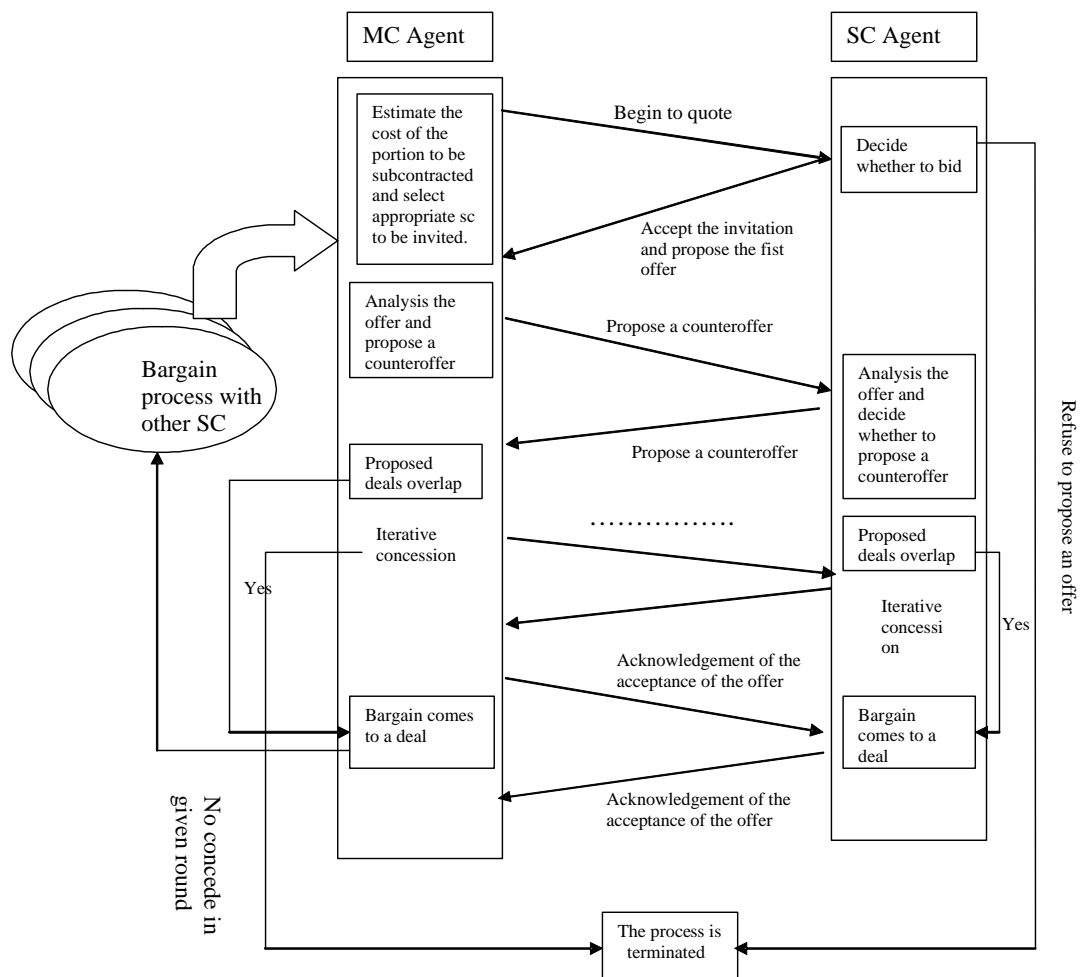 MC Agent
SC Agent
Estimate the
cost of the
portion to be
subcontracted
and select
appropriate sc
to be invited.
Begin to quote
Decide
whether to bid
Accept the invitation
and propose the fist
offer
Analysis the
offer and
propose a
counteroffer
Propose a counteroffer
Bargain
process with
other SC
Analysis the
offer and
decide
whether to
propose a
counteroffer
Propose a counteroffer
Refuse to propose an offer
Proposed
deals overlap
................
Iterative
concession
Proposed
deals overlap
Yes
Iterative
concessi
on
Yes
Acknowledgement of the
acceptance of the offer
Bargain comes
to a deal
Bargain
comes to a
deal
Acknowledgement of the
acceptance of the offer
No concede in
given round
The process is
terminated